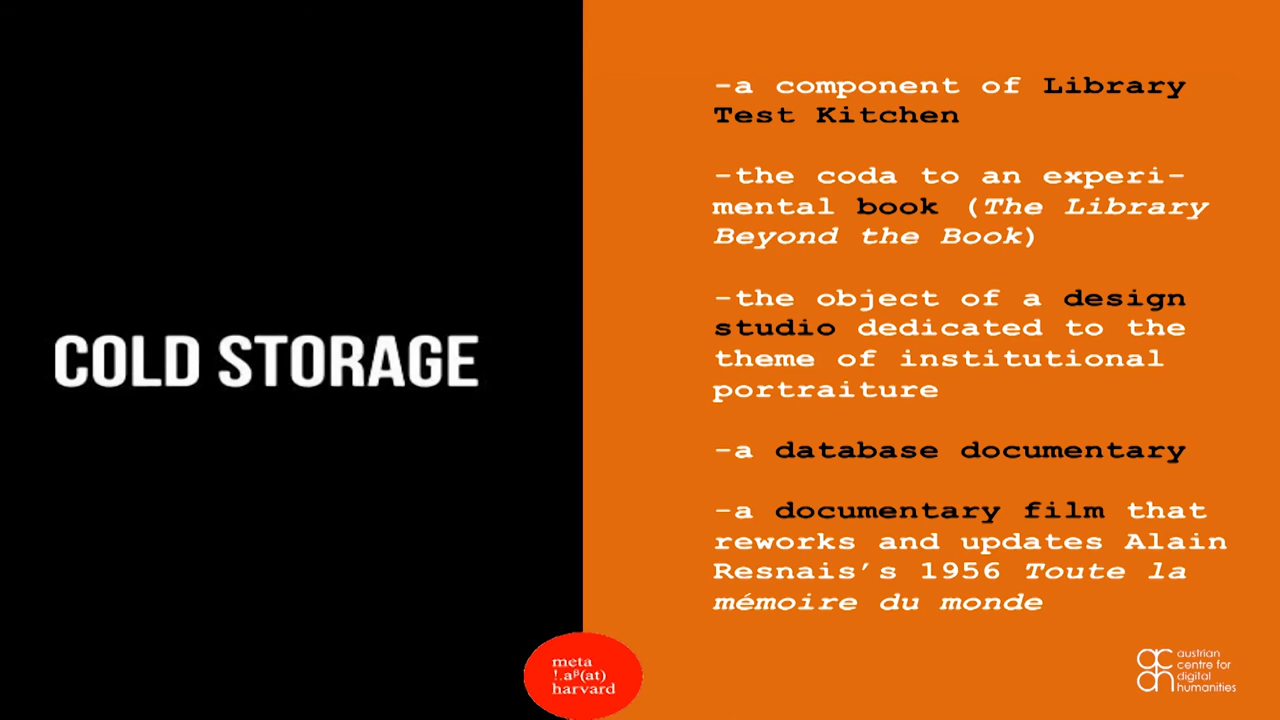 COLD STORAGE
-a component of Library
Test Kitchen
-the coda to an experi-
mental book (The Library
Beyond the Book)
-the object of a design
studio dedicated to the
theme of institutional
portraiture
-a database documentary
-a documentary film that
reworks and updates Alain
Resnais’s 1956 Toute la
mémoire du monde
meta
harvard
austrian
centre for
digital
humanities